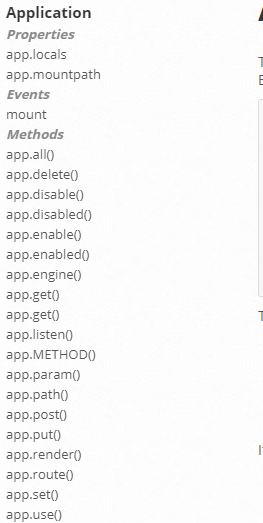 Application
Properties
app.locals
app.mountpath
Events
mount
Methods
app.all()
app.delete()
app.disable()
app.disabled()
app.enable()
app.enabled()
app.engine()
app.get()
app.get()
app.listen()
app.METHOD()
app.param()
app.path()
app.post()
app.put()
app.render()
app.route()
app.set()
app.use()